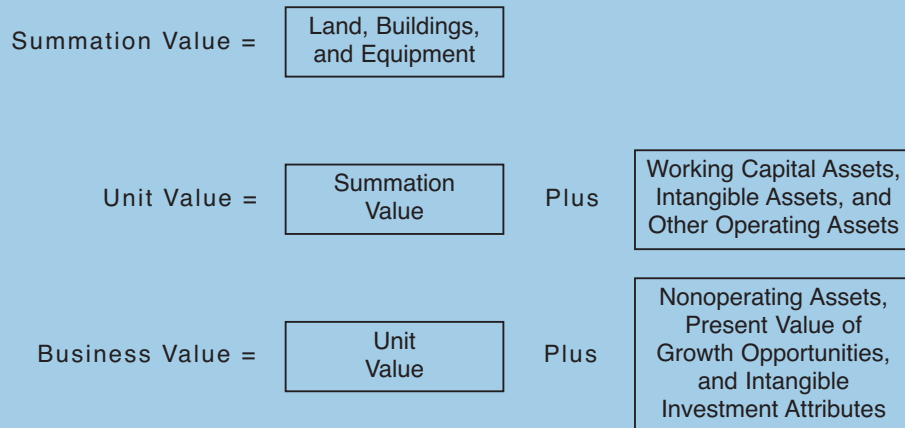 Summation Value =
Land, Buildings,
and Equipment
Unit Value =
Summation
Value
Plus
Working Capital Assets,
Intangible Assets, and
Other Operating Assets
Business Value =
Unit
Value
Plus
Nonoperating Assets,
Present Value of
Growth Opportunities,
and Intangible
Investment Attributes